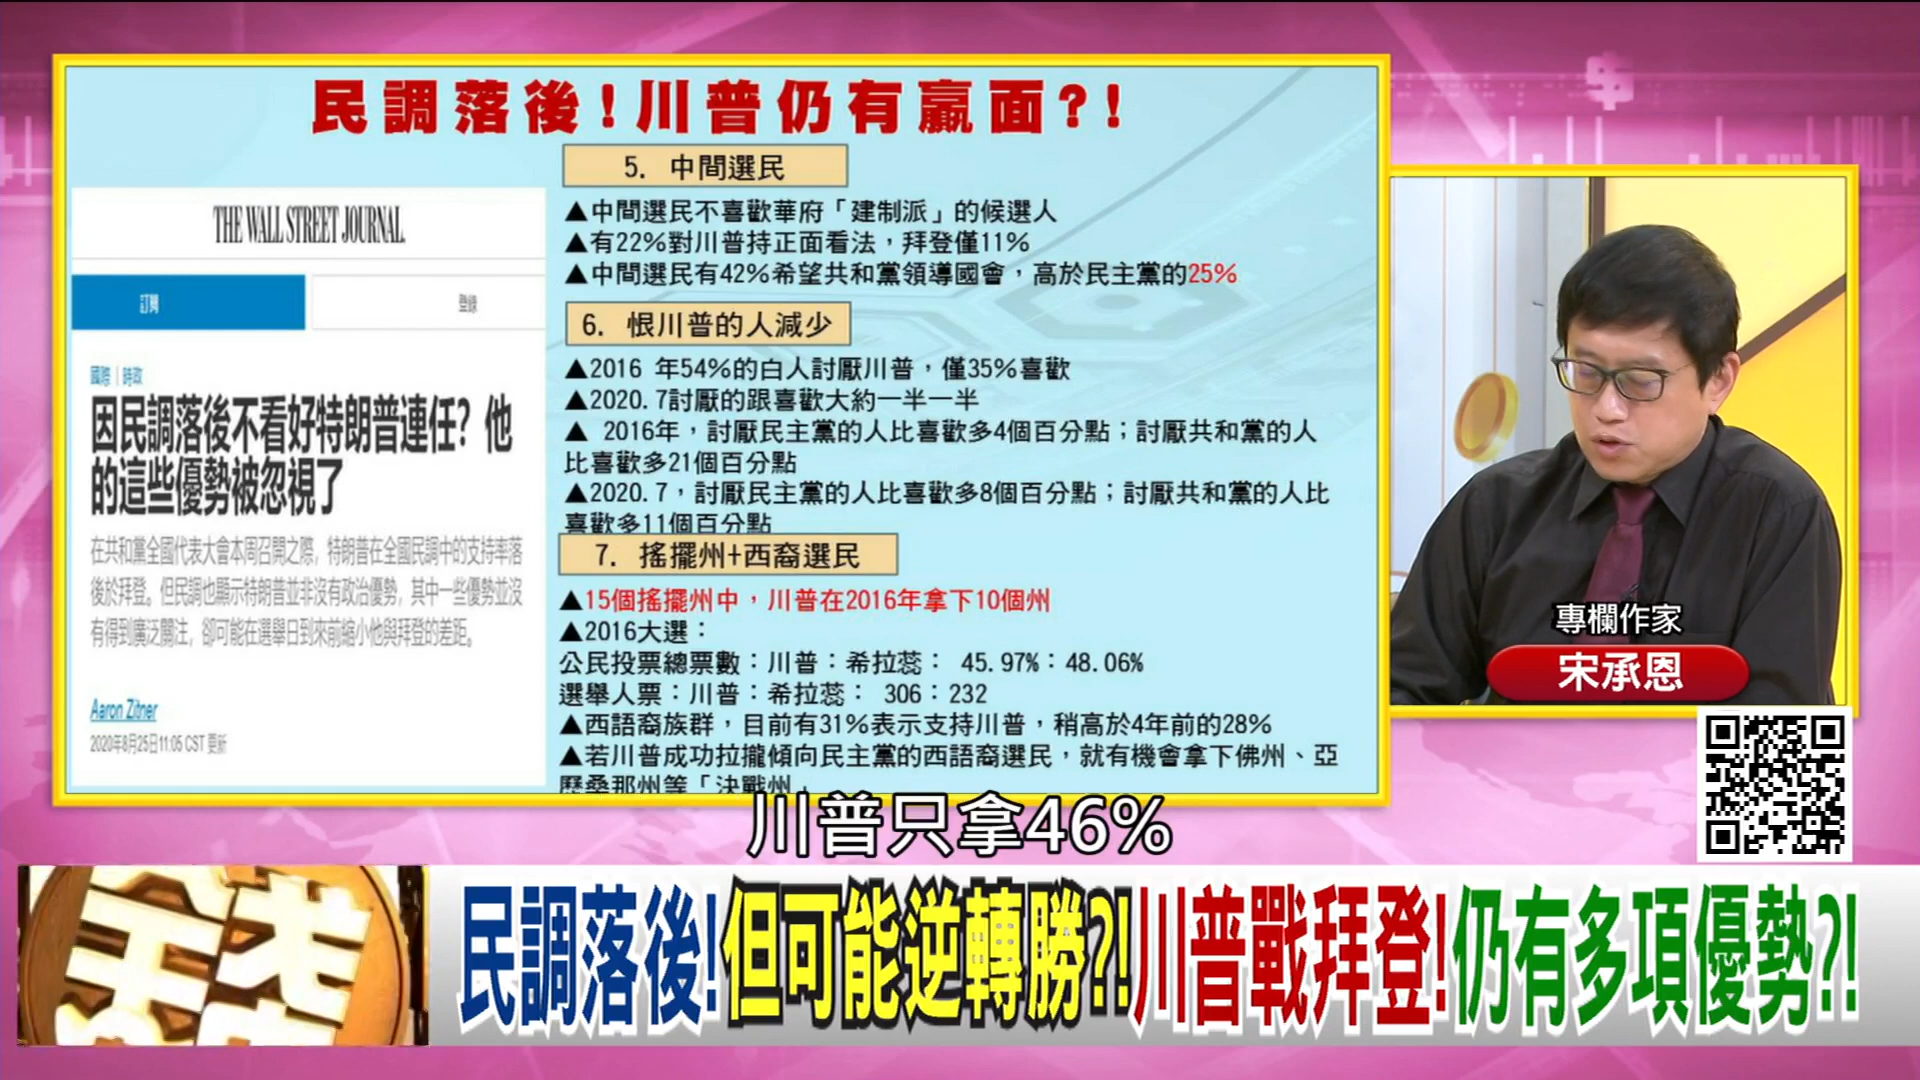 民調落後!川普仍有贏面?!
THE WALL STREET JOURNAL.
訂閱
登錄
國際|時政
因民調落後不看好特朗普連任?他
的這些優勢被忽視了
在共和黨全國代表大會本周召開之際,特朗普在全國民調中的支持率落
後於拜登。但民調也顯示特朗普並非沒有政治優勢,其中一些優勢並沒
有得到廣泛關注,卻可能在選舉日到來前縮小他與拜登的差距。
Aaron Zitner
2020年8月25日11:05 CST 更新
5. 中間選民
▲中間選民不喜歡華府「建制派」的候選人
▲有22%對川普持正面看法,拜登僅11%
▲中間選民有42%希望共和黨領導國會,高於民主黨的25%
6. 恨川普的人減少
▲2016 年54%的白人討厭川普,僅35%喜歡
▲2020.7討厭的跟喜歡大約一半一半
▲ 2016年,討厭民主黨的人比喜歡多4個百分點;討厭共和黨的人
比喜歡多21個百分點
▲2020.7,討厭民主黨的人比喜歡多8個百分點;討厭共和黨的人比
喜歡多11個百分點
7. 搖擺州+西裔選民
▲15個搖擺州中,川普在2016年拿下10個州
▲2016大選:
公民投票總票數:川普:希拉蕊: 45.97%:48.06%
選舉人票:川普:希拉蕊: 306:232
▲西語裔族群,目前有31%表示支持川普,稍高於4年前的28%
▲若川普成功拉攏傾向民主黨的西語裔選民,就有機會拿下佛州、亞
歷桑那州等「決戰州」
專欄作家
宋承恩
川普只拿46%
民調落後!但可能逆轉勝?!川普戰拜登!仍有多項優勢?!